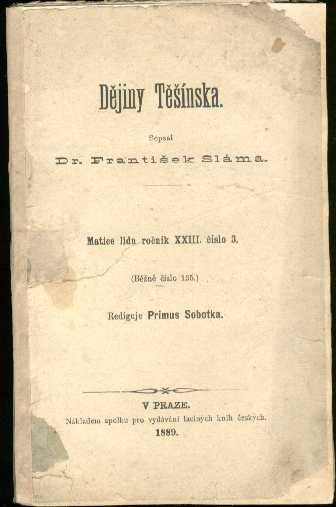 Dějiny Těšínska.
Sepsal
Dr. František Sláma.
Matice lidu ročník XXIII. číslo 3.
(Běžné číslo 135.)
Rediguje Primus Sobotka.
V PRAZE.
Nákladem spolku pro vydávání laciných knih českých.
1889.